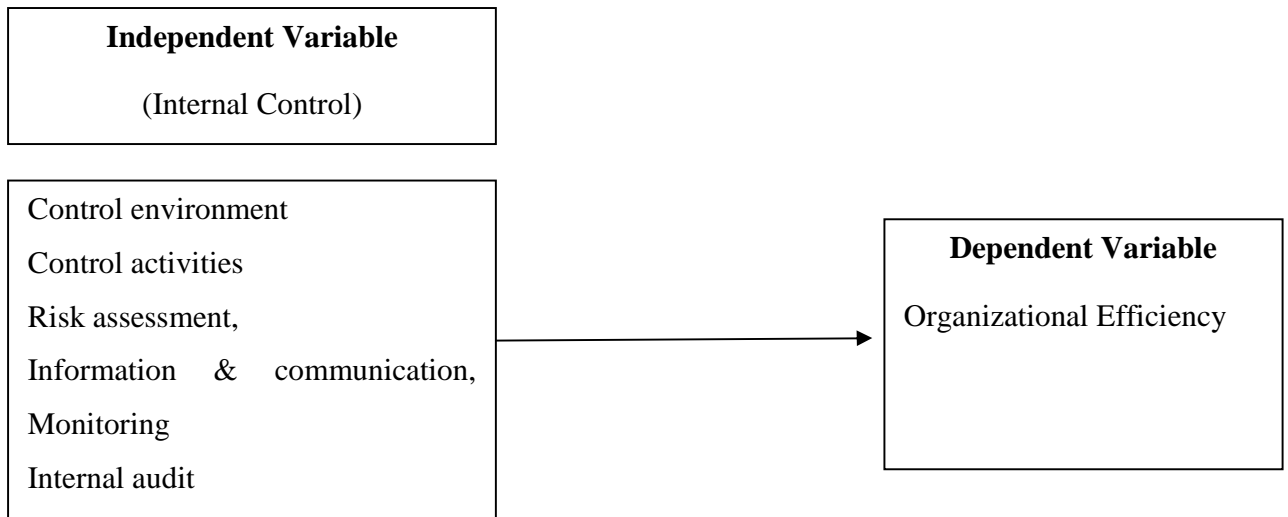 Independent Variable
(Internal Control)
Control environment
Control activities
Risk assessment,
Information & communication,
Monitoring
Internal audit
Dependent Variable
Organizational Efficiency